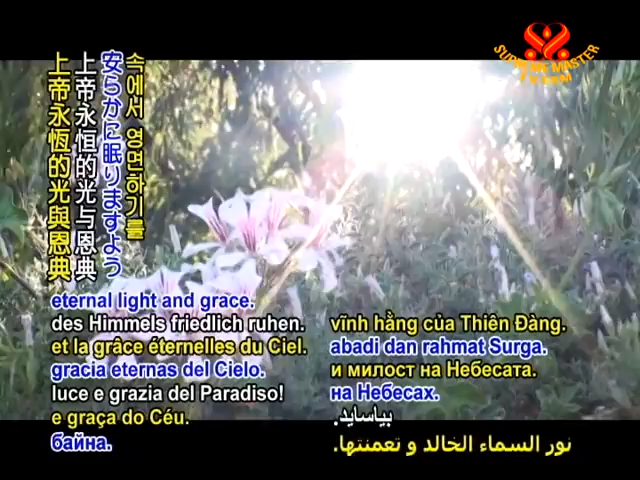 SUPREME MASTER
TV.COM
속에서 영면하기를
安らかに眠りますよう
上帝永恒的光与恩典
上帝永恆的光與恩典
eternal light and grace.
des Himmels friedlich ruhen.
et la grâce éternelles du Ciel.
gracia eternas del Cielo.
luce e grazia del Paradiso!
e graça do Céu.
байна.
vĩnh hằng của Thiên Đàng.
abadi dan rahmat Surga.
и милост на Небесата.
на Небесах.
بیاساید.
نور السماء الخالد و تعمنتها.